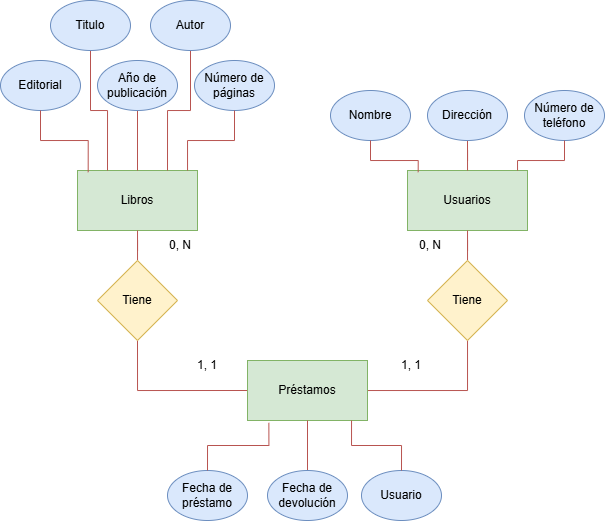 Titulo
Autor
Editorial
Año de
publicación
Número de
páginas
Nombre
Dirección
Número de
teléfono
Libros
Usuarios
0, N
0, N
Tiene
Tiene
1, 1
1, 1
Préstamos
Fecha de
préstamo
Fecha de
devolución
Usuario